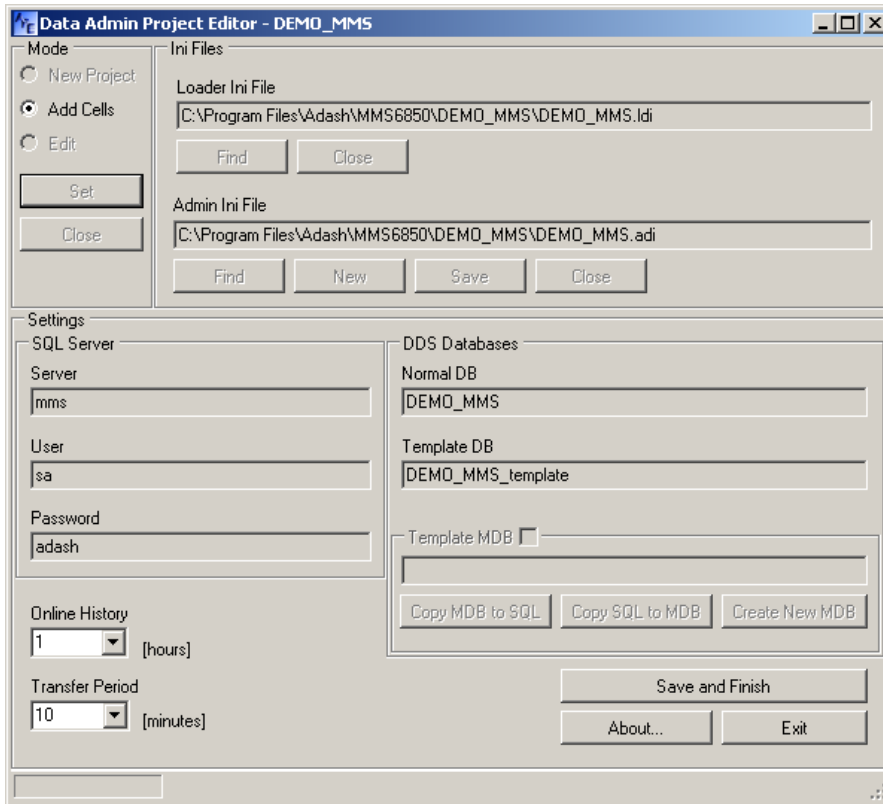 Data Admin Project Editor - DEMO_MMS
Mode
New Project
Add Cells
Edit
Set
Close
Ini Files
Loader Ini File
C:\Program Files\Adash\MMS6850\DEMO_MMS\DEMO_MMS.ldi
Find Close
Admin Ini File
C:\Program Files\Adash\MMS6850\DEMO_MMS\DEMO_MMS.adi
Find New Save Close
Settings
SQL Server
Server
mms
User
sa
Password
adash
DDS Databases
Normal DB
DEMO_MMS
Template DB
DEMO_MMS_template
Template MDB
Copy MDB to SQL Copy SQL to MDB Create New MDB
Online History
1 [hours]
Transfer Period
10 [minutes]
Save and Finish
About... Exit